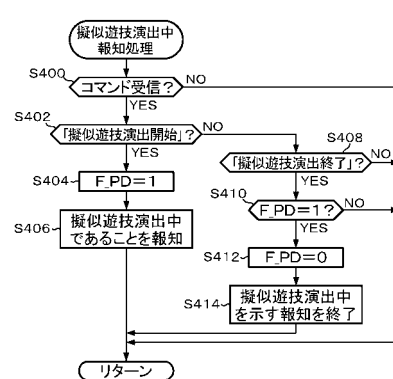 擬似遊技演出中
報知処理
S400
コマンド受信？
NO
YES
S402
「擬似遊技演出開始」？
NO
YES
S408
「擬似遊技演出終了」？
NO
YES
S404
F_PD＝1
S410
F_PD＝1？
NO
YES
S406
擬似遊技演出中
であることを報知
S412
F_PD＝0
S414
擬似遊技演出中
を示す報知を終了
リターン